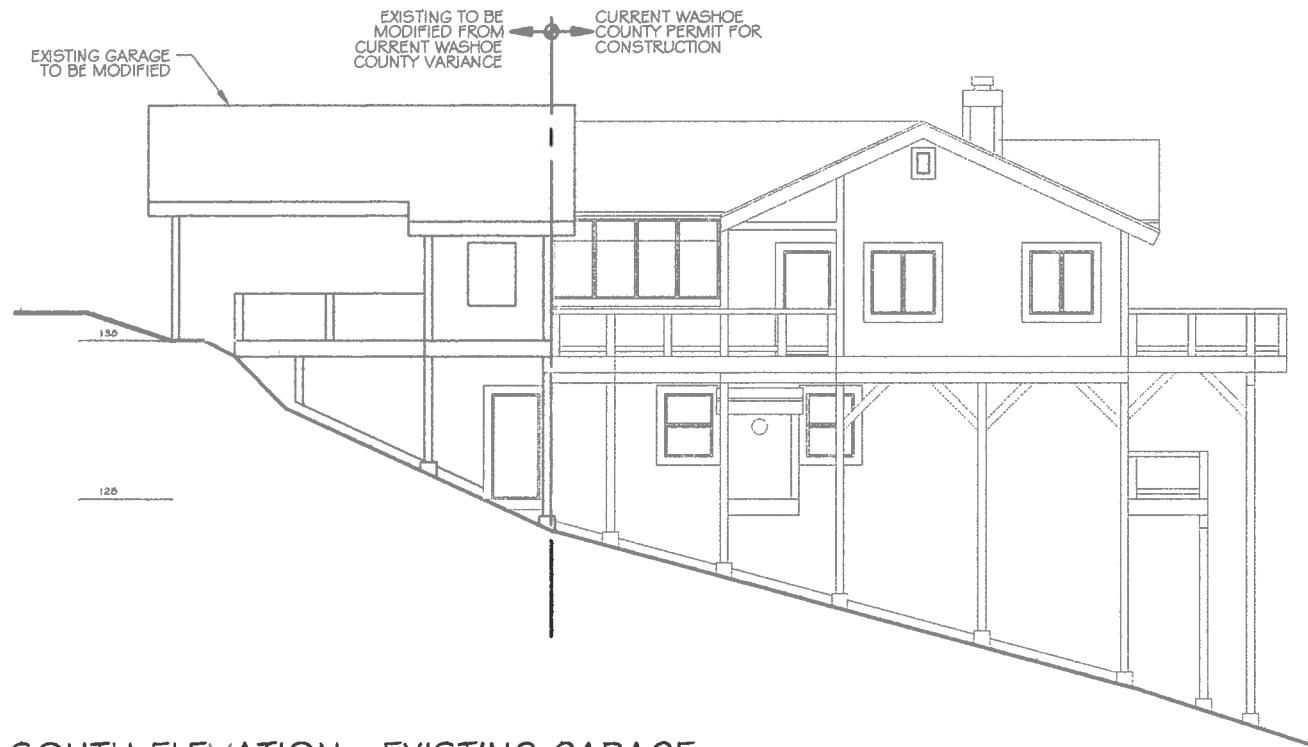 EXISTING TO BE
MODIFIED FROM
CURRENT WASHOE
COUNTY VARIANCE
CURRENT WASHOE
COUNTY PERMIT FOR
CONSTRUCTION
EXISTING GARAGE
TO BE MODIFIED
138
128
SOUTH ELEVATION - EXISTING GARAGE